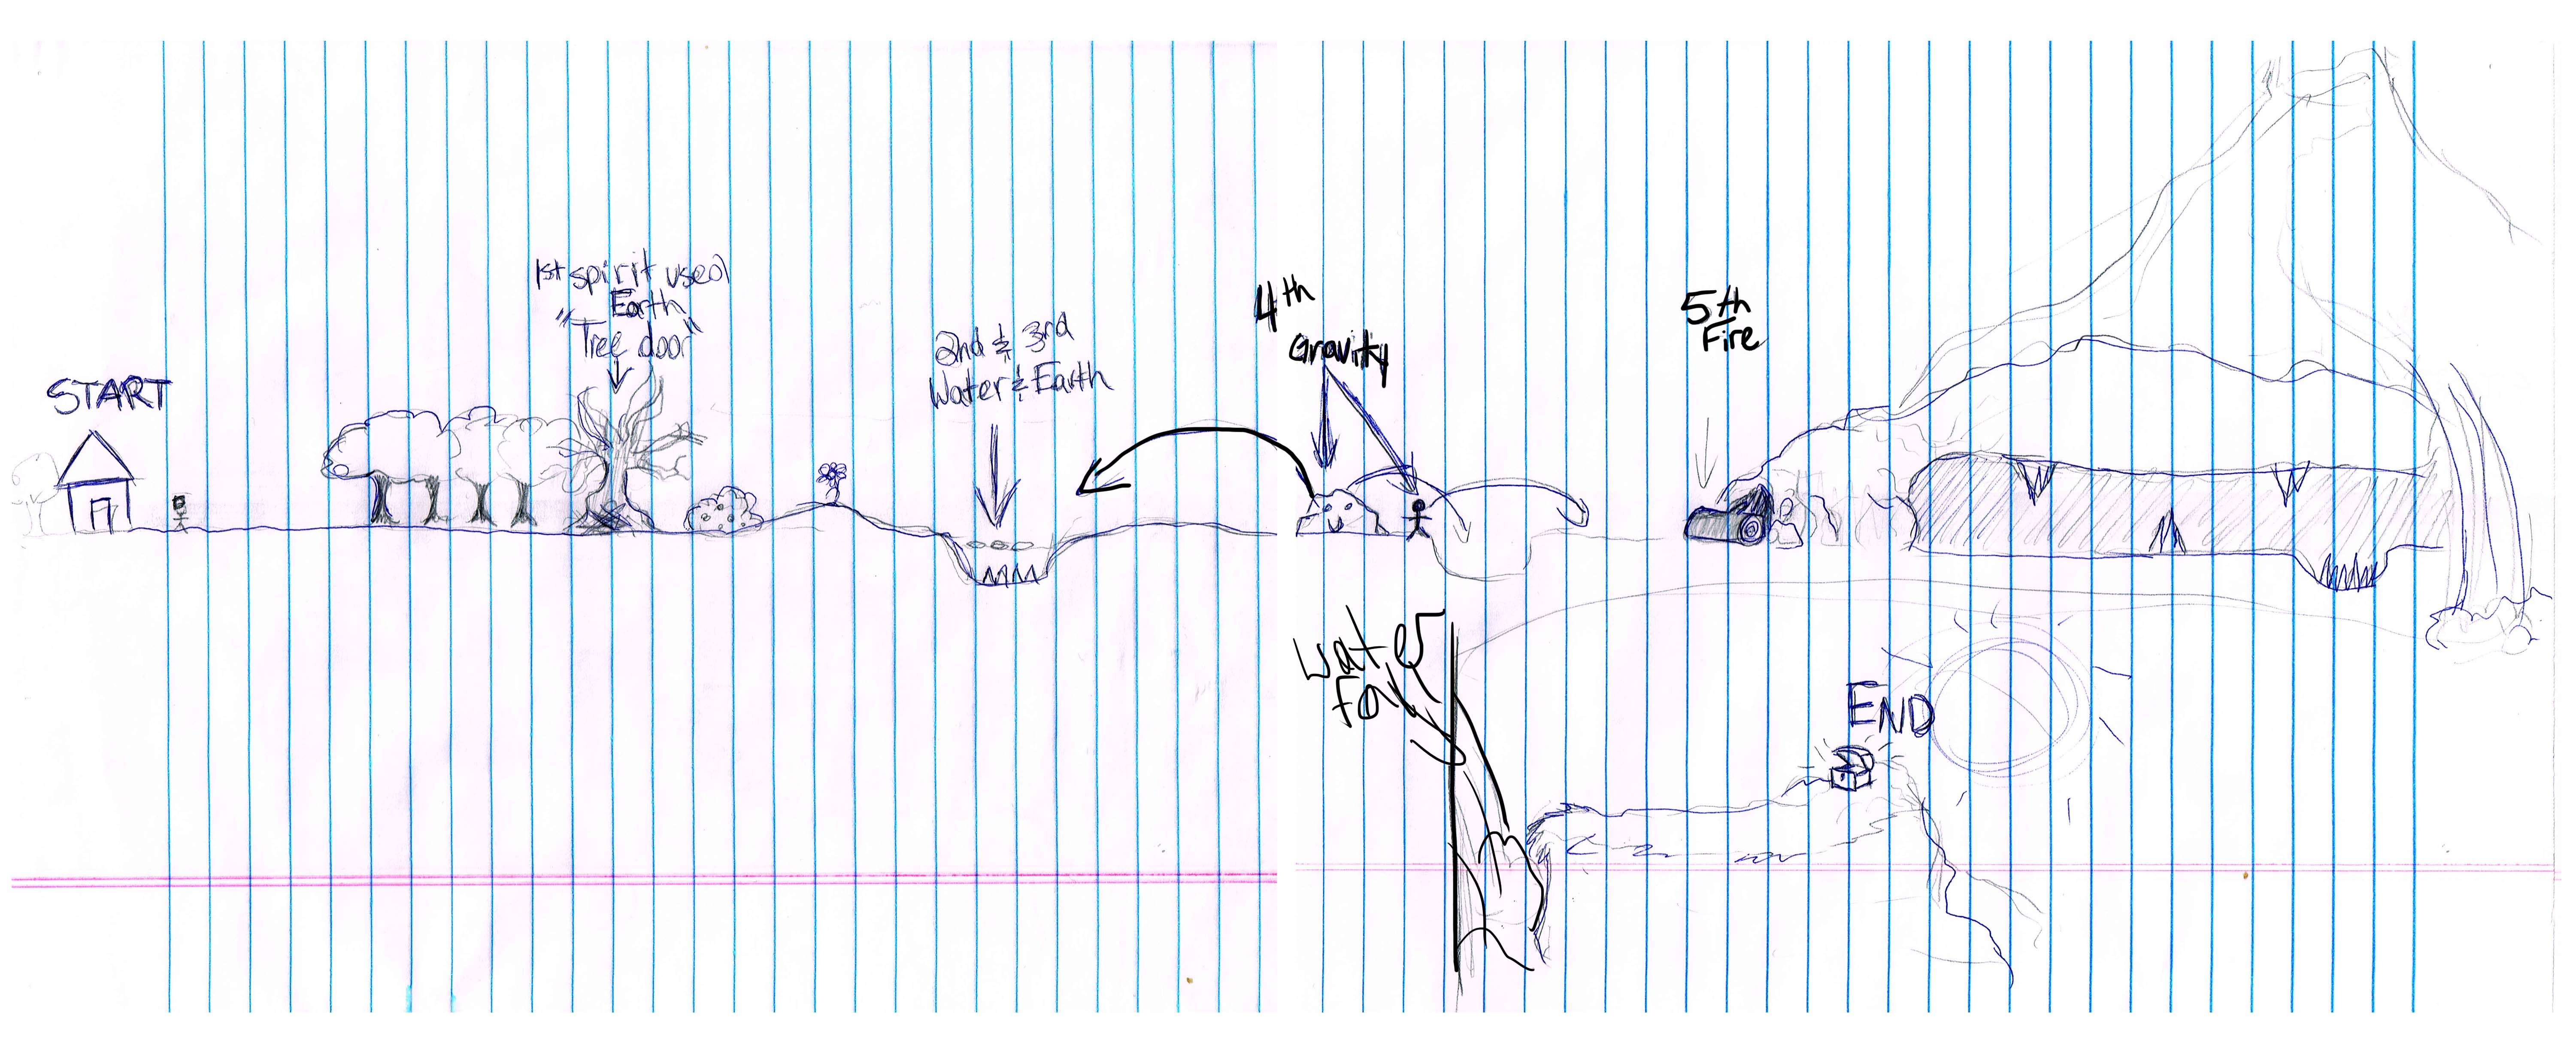 START
1st spirit used
Earth
"Tree door"
2nd & 3rd
Water & Earth
4th
Gravity
5th
Fire
Water
Fall
END